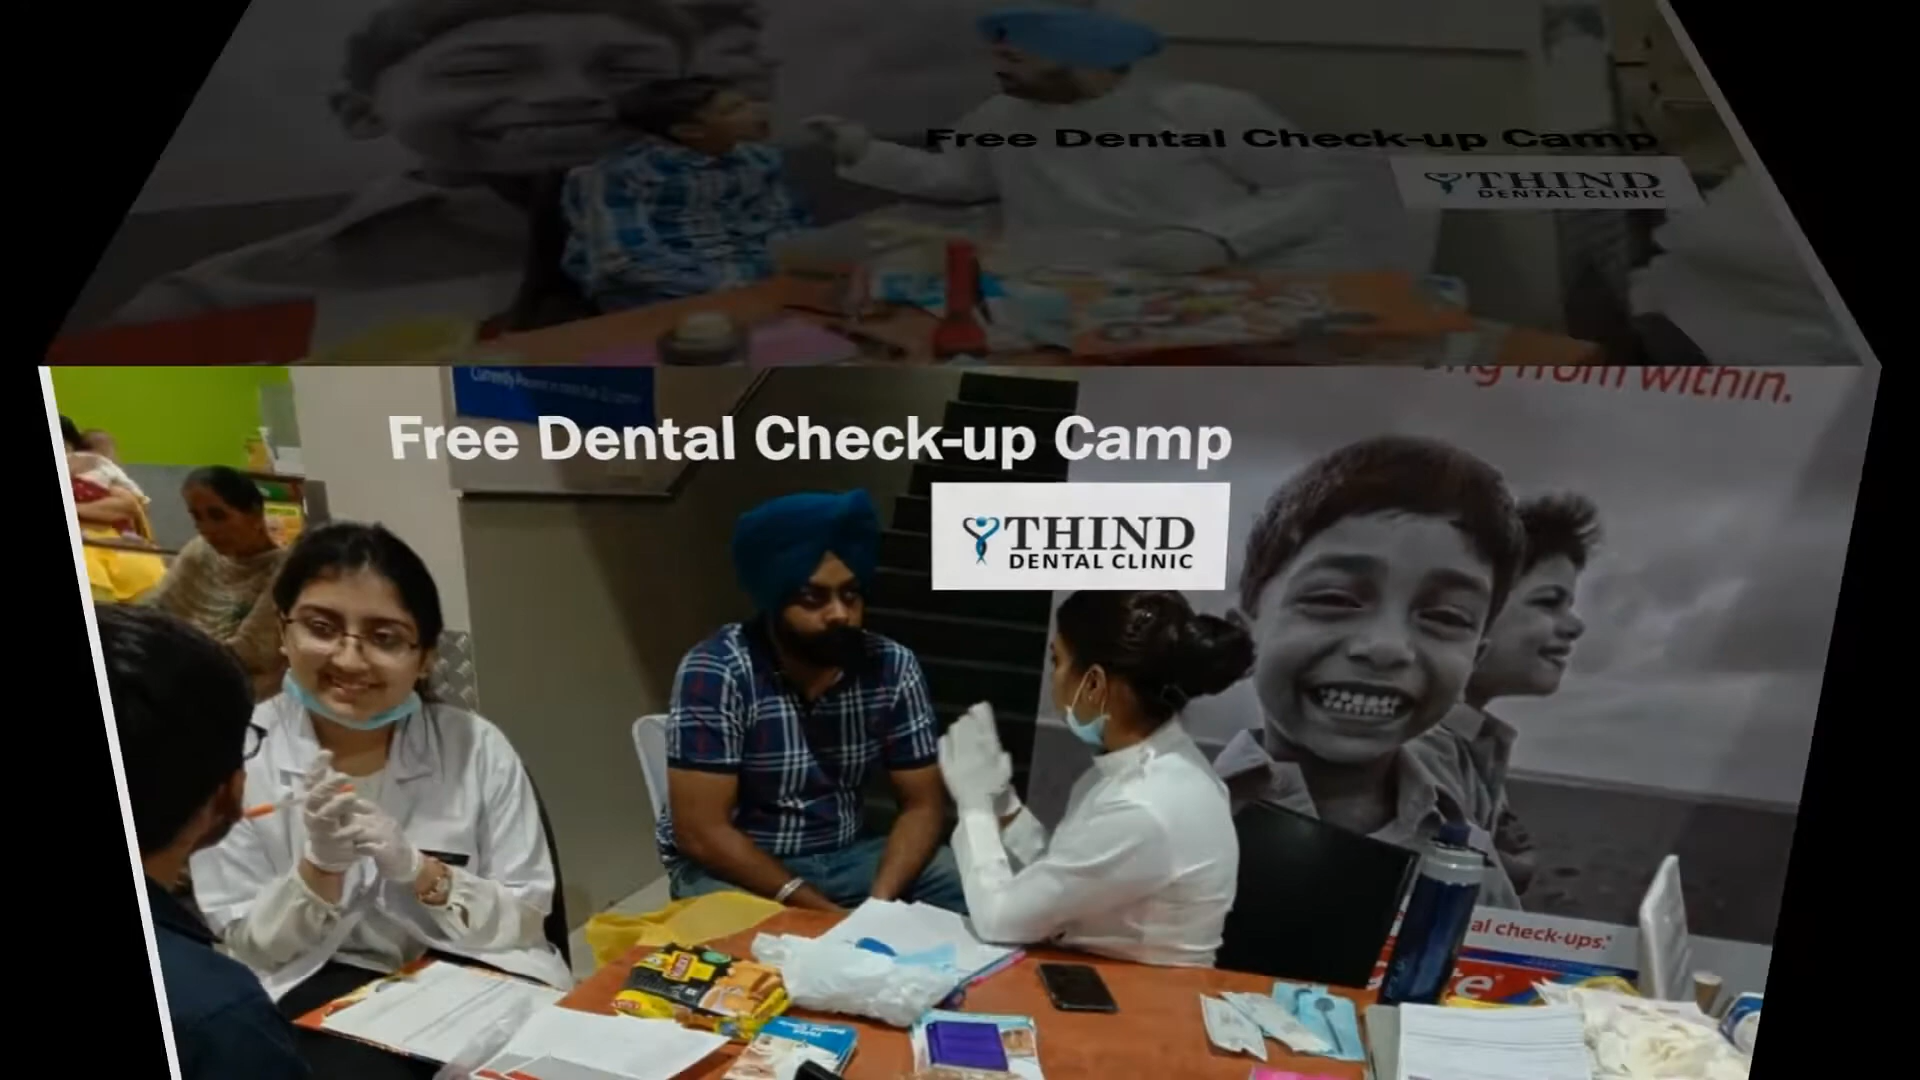 Free Dental Check-up Camp
THIND
DENTAL CLINIC
from within.
Free Dental Check-up Camp
THIND
DENTAL CLINIC
al check-ups.*